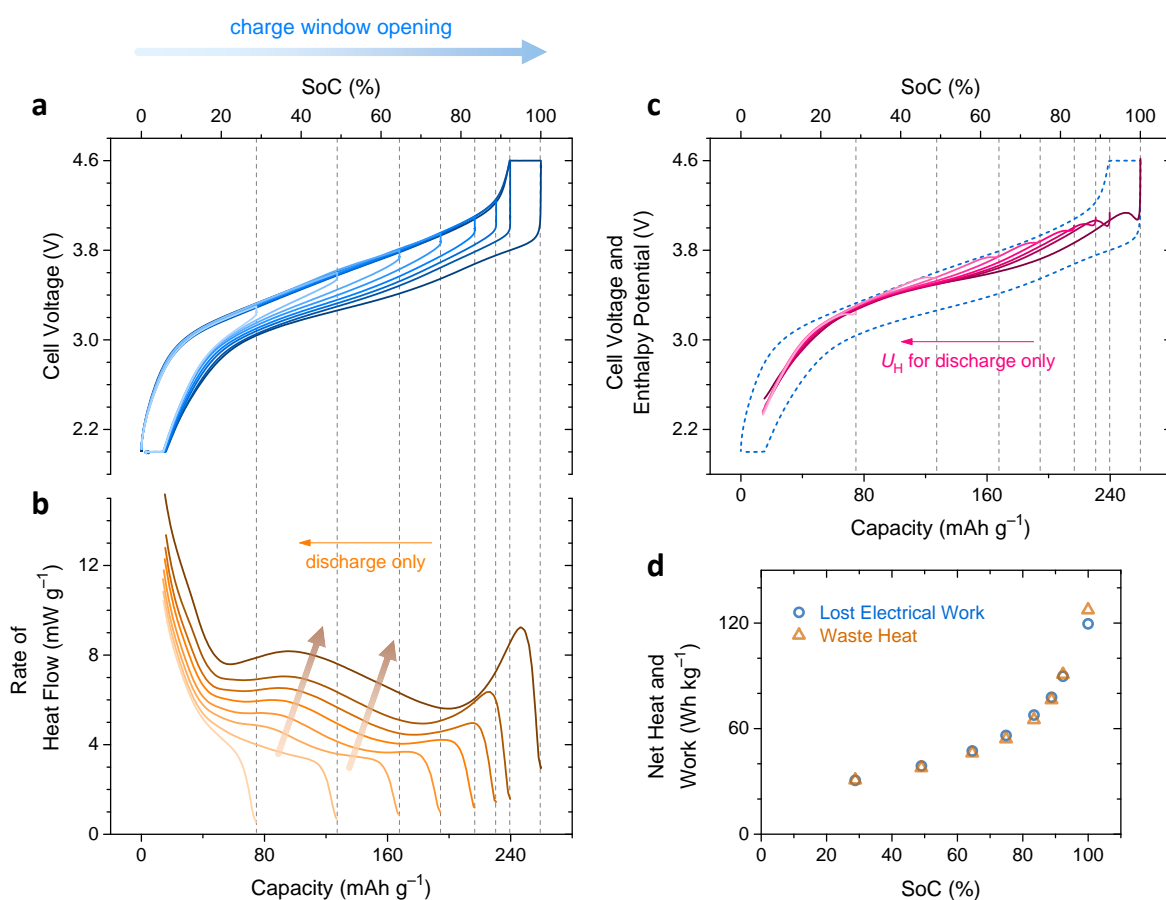 charge window opening
a
SoC (%)
0 20 40 60 80 100
Cell Voltage (V)
4.6
3.8
3.0
2.2
b
discharge only
Rate of
Heat Flow (mW g⁻¹)
12
8
4
0
0 80 160 240
Capacity (mAh g⁻¹)
c
SoC (%)
0 20 40 60 80 100
Cell Voltage and
Enthalpy Potential (V)
4.6
3.8
3.0
2.2
U_H for discharge only
0 80 160 240
Capacity (mAh g⁻¹)
d
Lost Electrical Work
Waste Heat
Net Heat and
Work (Wh kg⁻¹)
120
60
0
0 20 40 60 80 100
SoC (%)